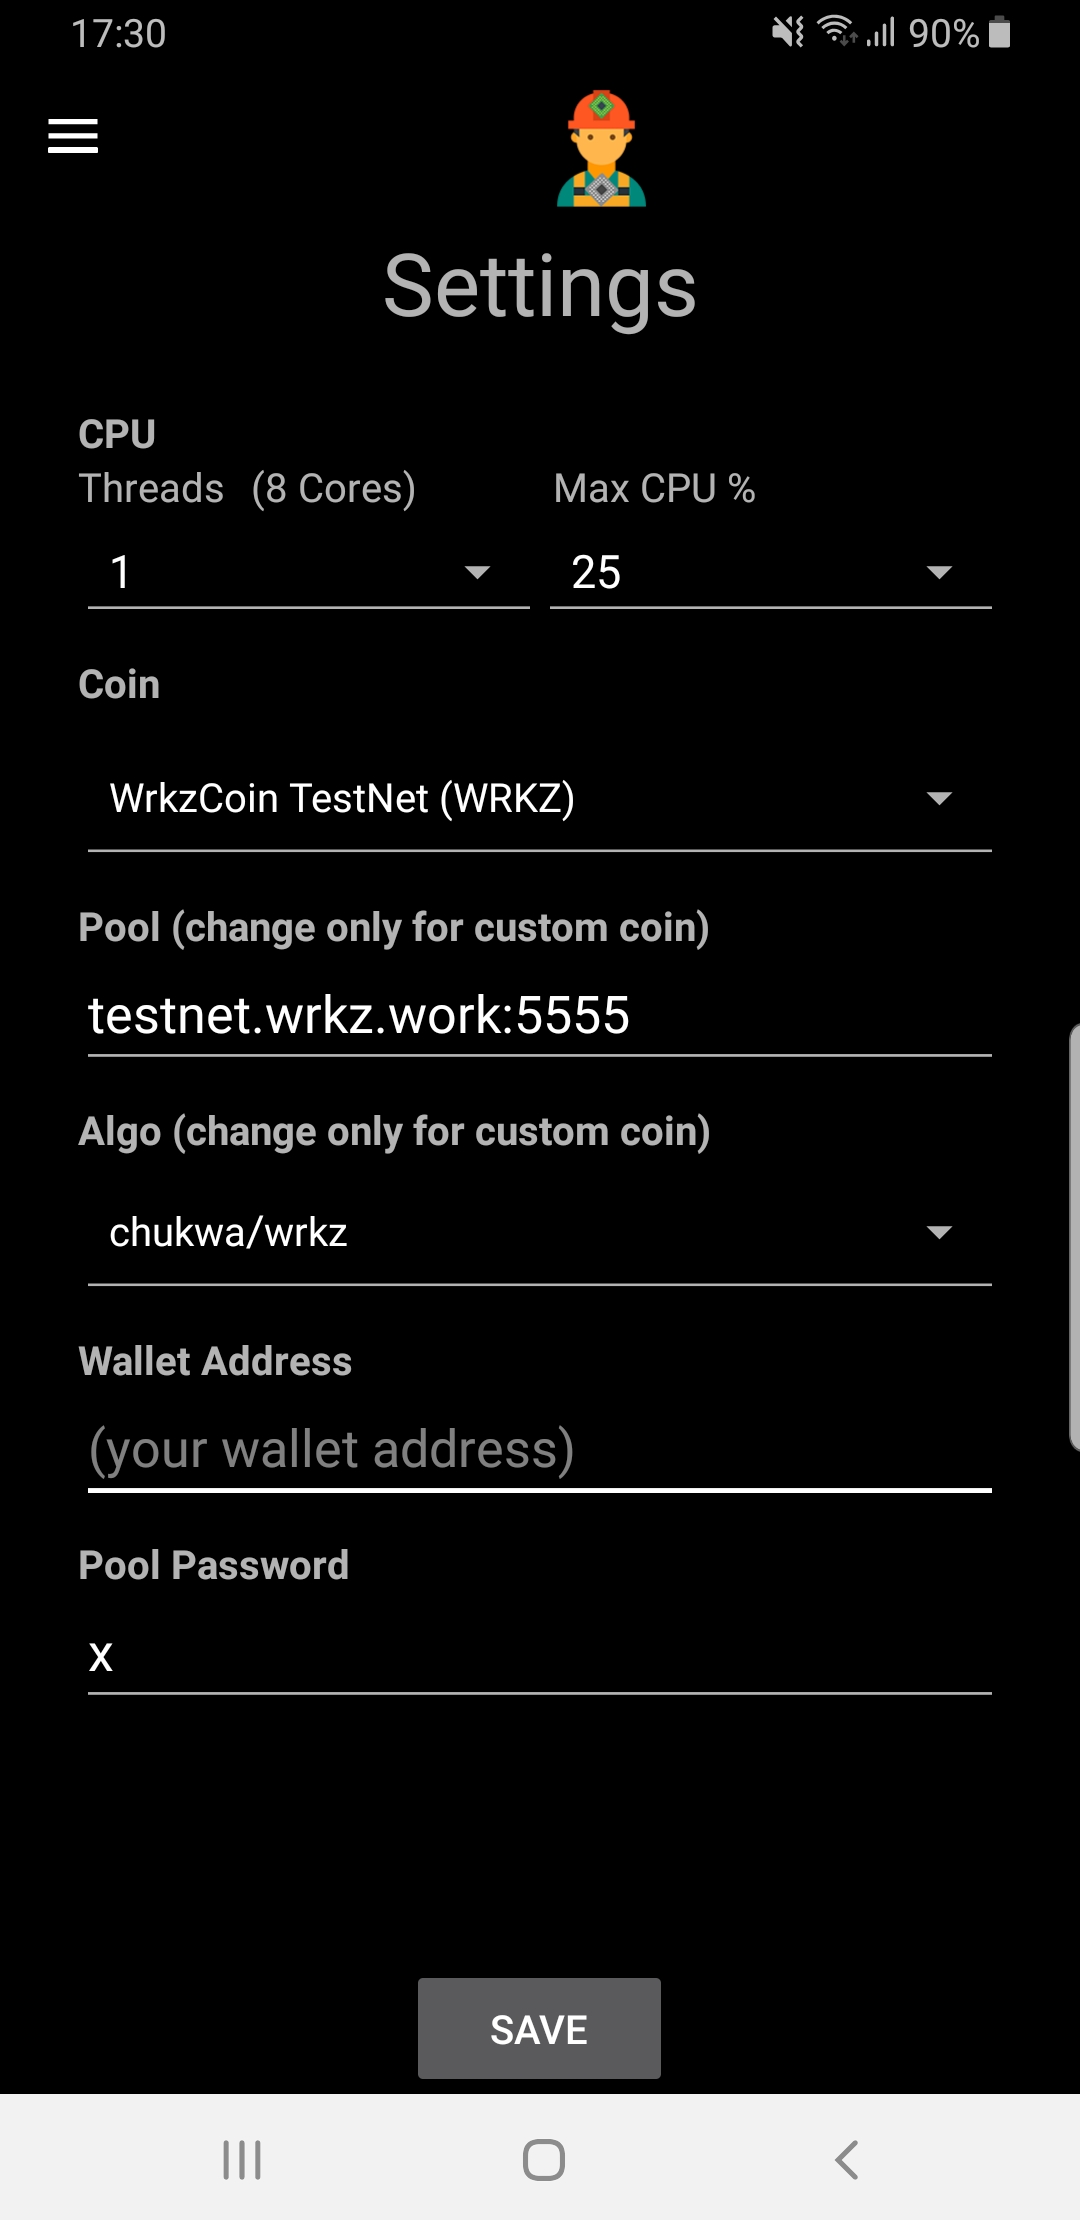 17:30 90%
Settings
CPU
Threads (8 Cores) Max CPU %
1 25
Coin
WrkzCoin TestNet (WRKZ)
Pool (change only for custom coin)
testnet.wrkz.work:5555
Algo (change only for custom coin)
chukwa/wrkz
Wallet Address
(your wallet address)
Pool Password
x
SAVE